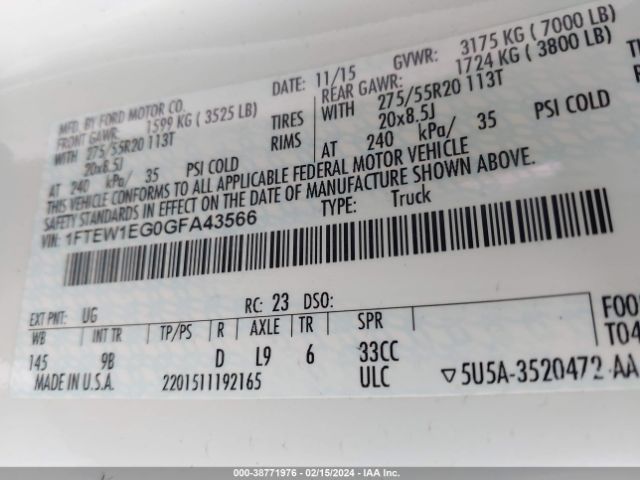 MFD. BY FORD MOTOR CO.
DATE: 11/15
GVWR: 3175 KG ( 7000 LB)
FRONT GAWR: 1599 KG ( 3525 LB)
REAR GAWR: 1724 KG ( 3800 LB)
WITH 275/55R20 113T TIRES WITH 275/55R20 113T
20x8.5J RIMS 20x8.5J
AT 240 kPa/ 35 PSI COLD AT 240 kPa/ 35 PSI COLD
THIS VEHICLE CONFORMS TO ALL APPLICABLE FEDERAL MOTOR VEHICLE
SAFETY STANDARDS IN EFFECT ON THE DATE OF MANUFACTURE SHOWN ABOVE.
VIN: 1FTEW1EG0GFA43566
TYPE: Truck
EXT PNT: UG RC: 23 DSO:
WB INT TR TP/PS R AXLE TR SPR
145 9B D L9 6 33CC
MADE IN U.S.A. 2201511192165 ULC
F00
T04
▽5U5A-3520472-AA
000-38771976 - 02/15/2024 - IAA Inc.